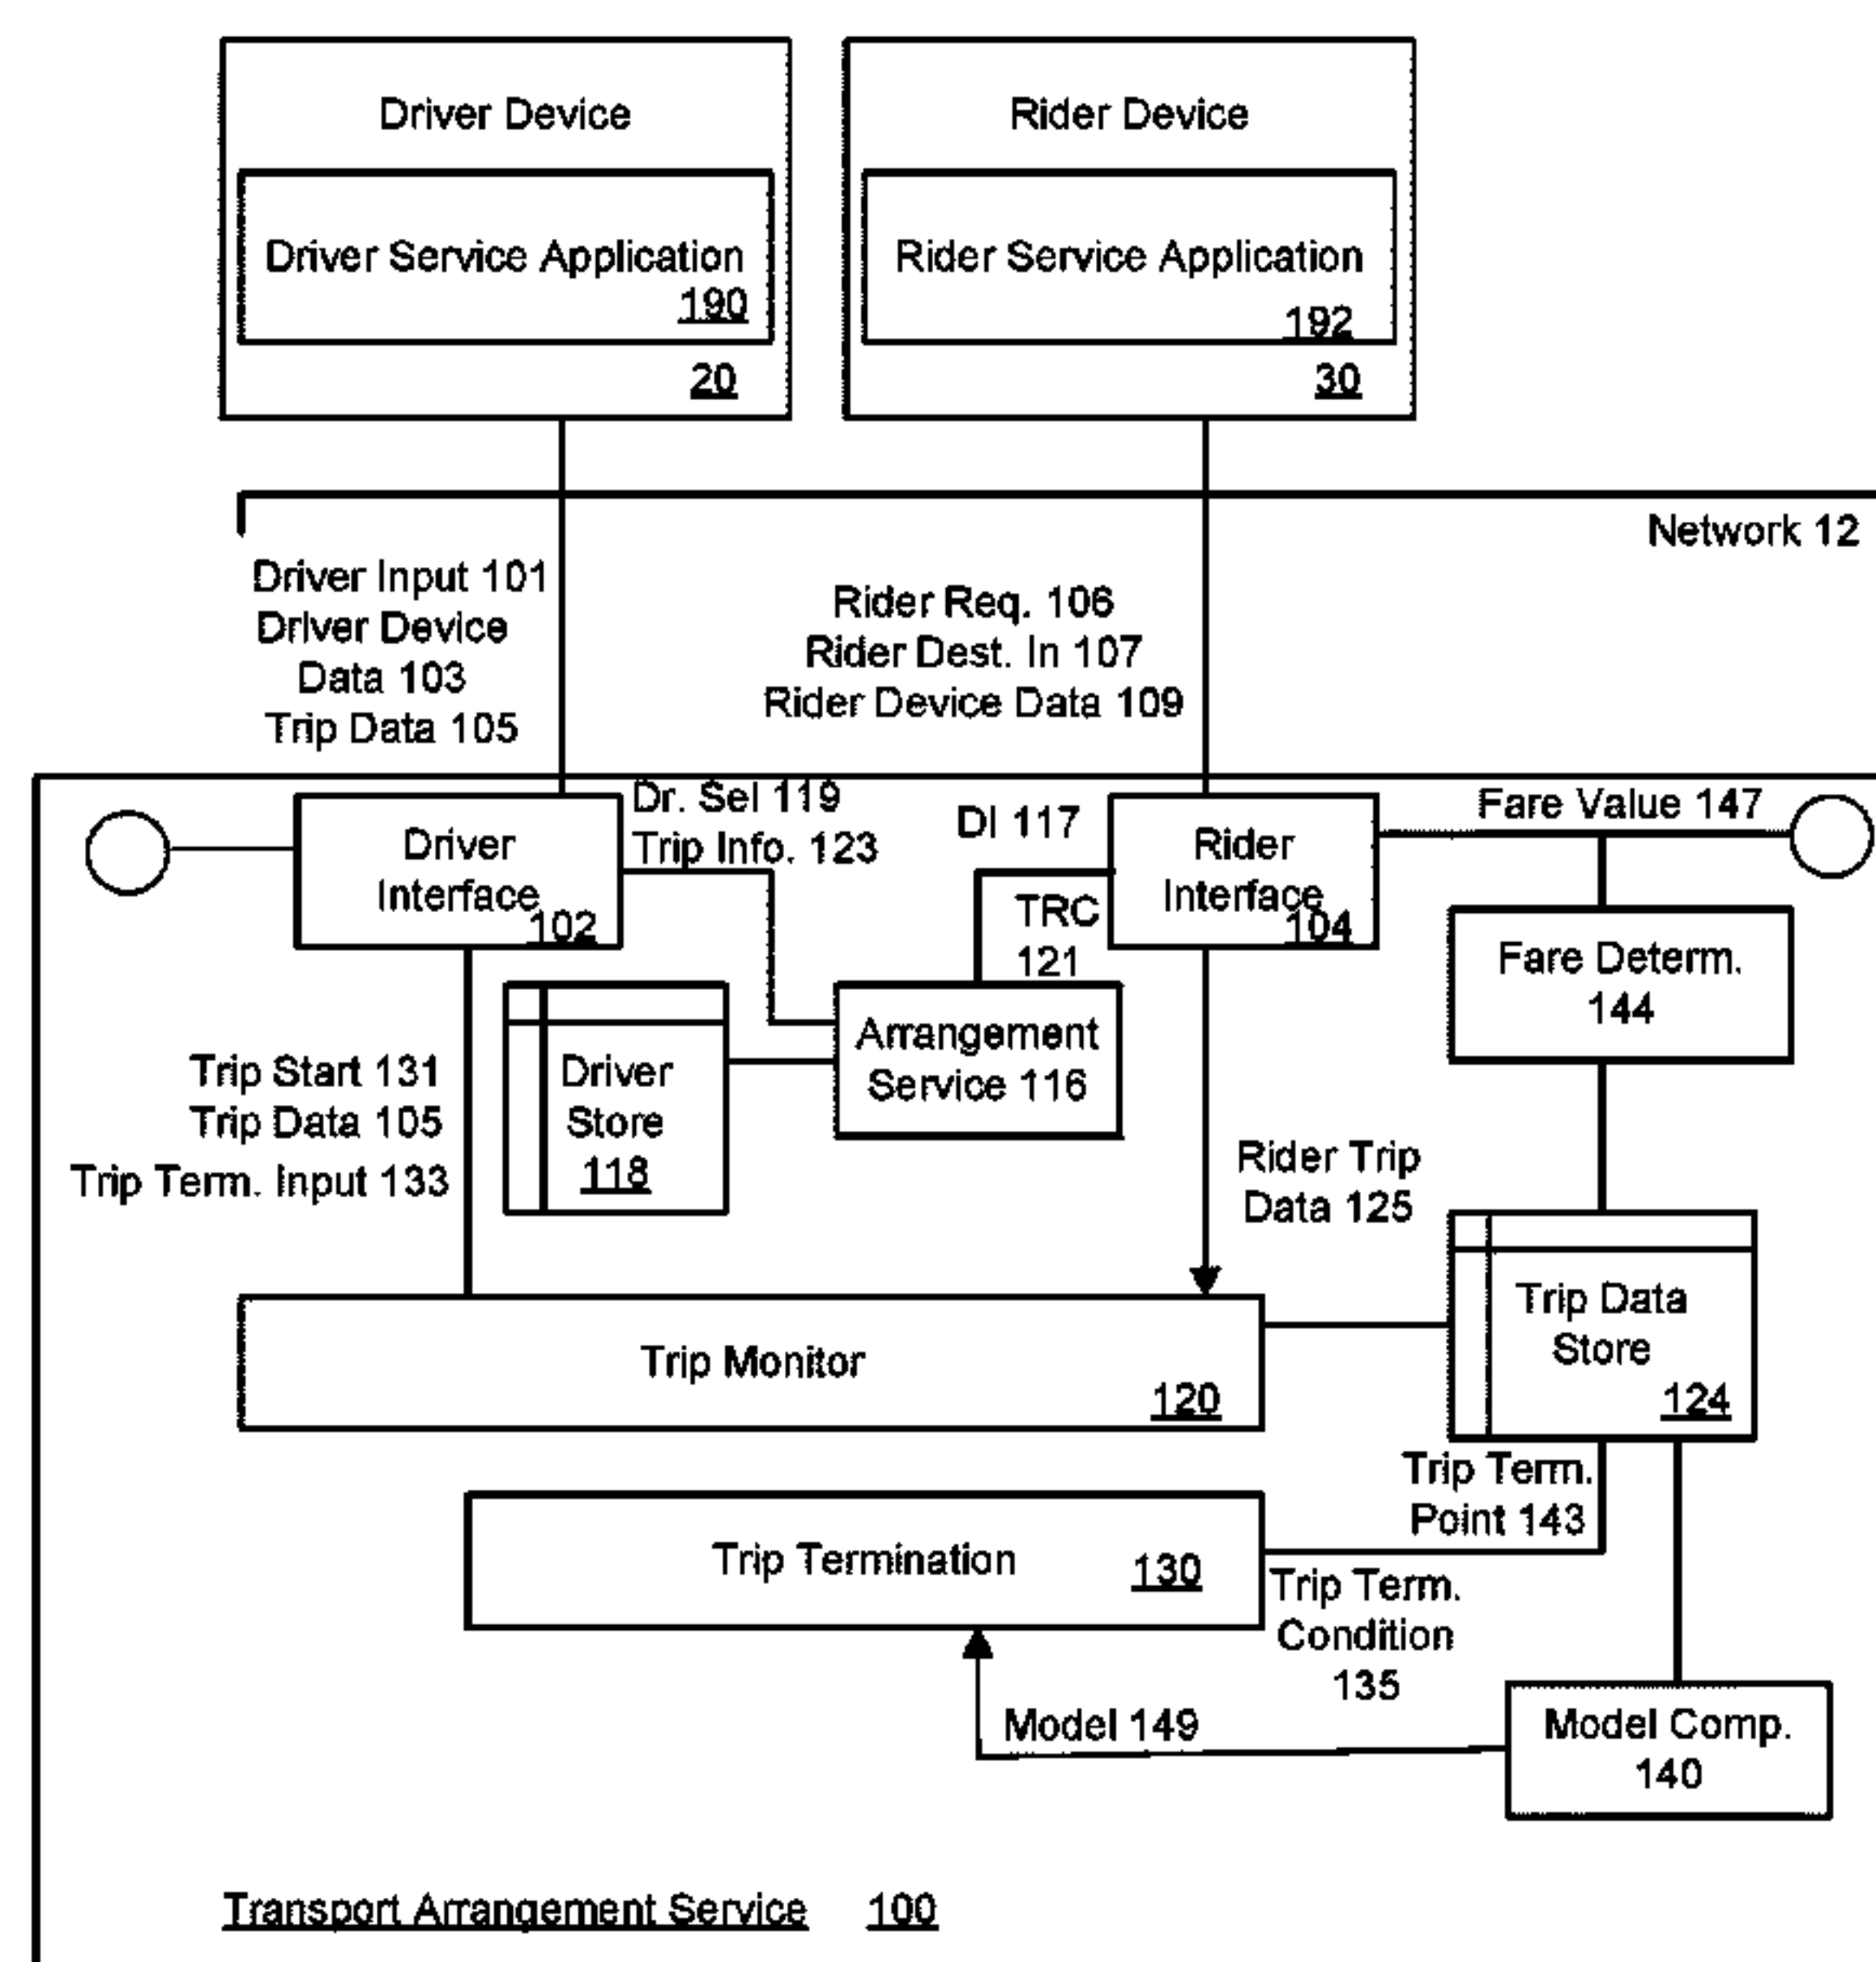 Driver Device
Driver Service Application
190
20
Rider Device
Rider Service Application
192
30
Network 12
Driver Input 101
Driver Device
Data 103
Trip Data 105
Rider Req. 106
Rider Dest. In 107
Rider Device Data 109
Driver
Interface
102
Dr. Sel 119
Trip Info. 123
DI 117
TRC
121
Rider
Interface
104
Fare Value 147
Fare Determ.
144
Driver
Store
118
Arrangement
Service 116
Trip Start 131
Trip Data 105
Trip Term. Input 133
Rider Trip
Data 125
Trip Monitor
120
Trip Data
Store
124
Trip Term.
Point 143
Trip Termination 130
Trip Term.
Condition
135
Model 149
Model Comp.
140
Transport Arrangement Service 100